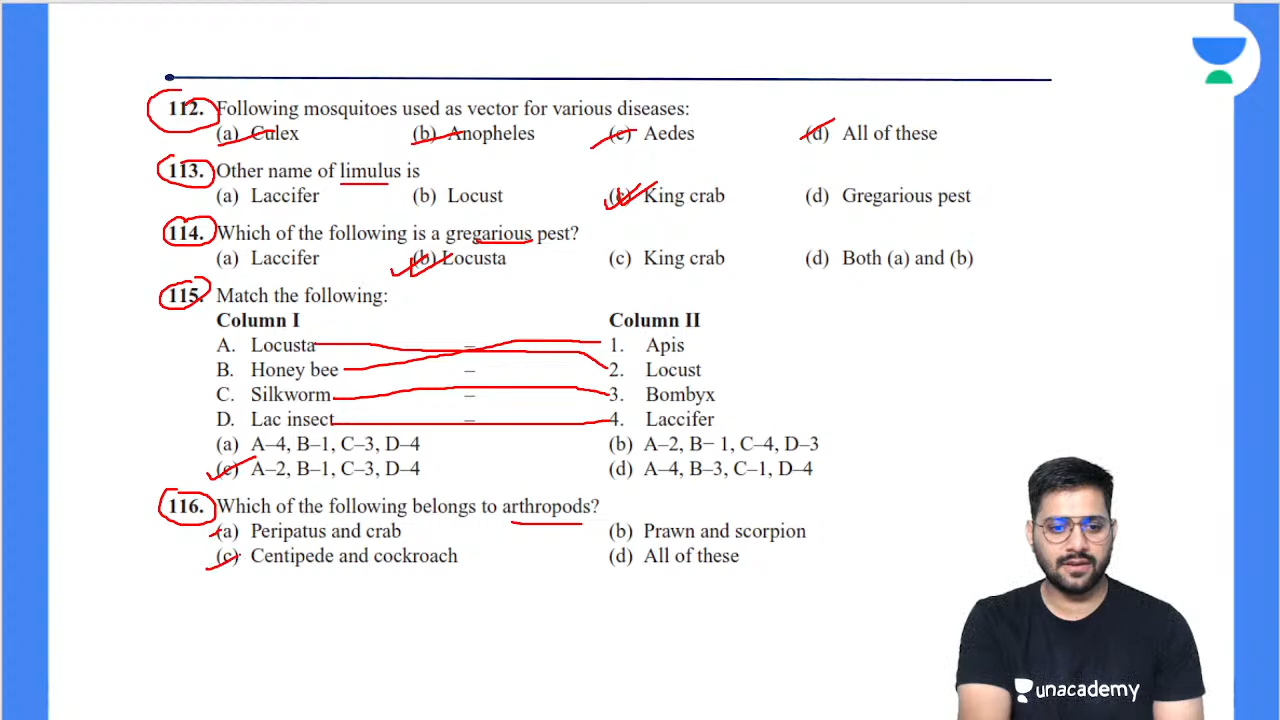 112. Following mosquitoes used as vector for various diseases:
(a) Culex (b) Anopheles (c) Aedes (d) All of these
113. Other name of limulus is
(a) Laccifer (b) Locust (c) King crab (d) Gregarious pest
114. Which of the following is a gregarious pest?
(a) Laccifer (b) Locusta (c) King crab (d) Both (a) and (b)
115. Match the following:
Column I Column II
A. Locusta – 1. Apis
B. Honey bee – 2. Locust
C. Silkworm – 3. Bombyx
D. Lac insect – 4. Laccifer
(a) A–4, B–1, C–3, D–4 (b) A–2, B–1, C–4, D–3
(c) A–2, B–1, C–3, D–4 (d) A–4, B–3, C–1, D–4
116. Which of the following belongs to arthropods?
(a) Peripatus and crab (b) Prawn and scorpion
(c) Centipede and cockroach (d) All of these
unacademy